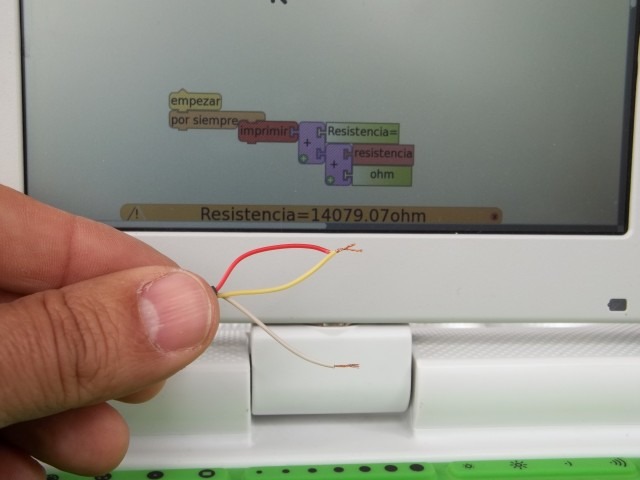 empezar
por siempre
imprimir + Resistencia=
+ resistencia
ohm
Resistencia=14079.07ohm